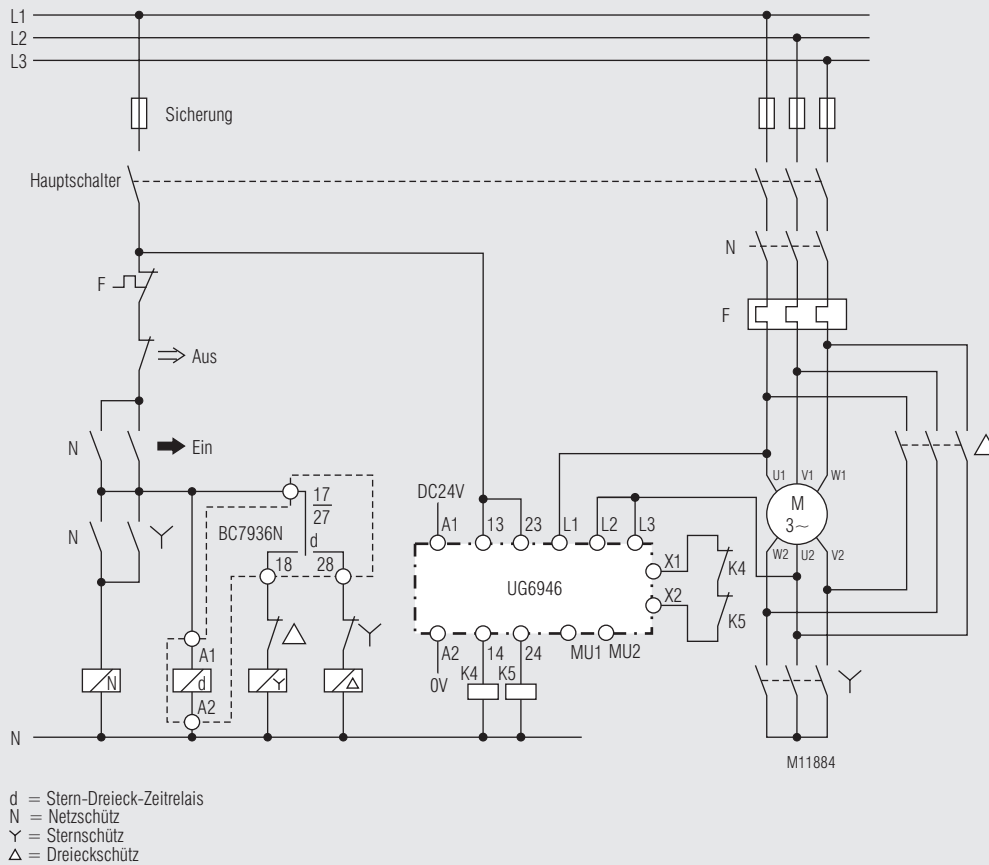 L1
L2
L3
Sicherung
Hauptschalter
N
F
F
Aus
N
Ein
17
27
BC7936N
d
N
18
28
A1
N
d
A2
N
DC24V
A1
13
23
L1
L2
L3
UG6946
X1
X2
K4
K5
A2
14
24
MU1
MU2
0V
K4
K5
U1
V1
W1
M
3~
W2
U2
V2
M11884
d = Stern-Dreieck-Zeitrelais
N = Netzschütz
Y = Sternschütz
△ = Dreieckschütz